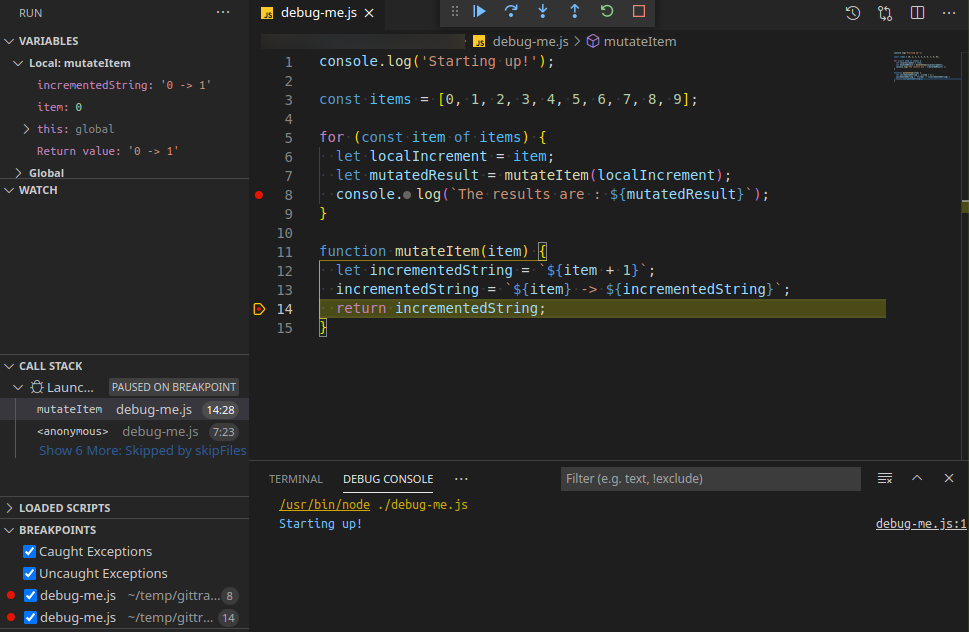 RUN
VARIABLES
Local: mutateItem
incrementedString: '0 -> 1'
item: 0
this: global
Return value: '0 -> 1'
Global
WATCH
CALL STACK
Launc... PAUSED ON BREAKPOINT
mutateItem debug-me.js 14:28
<anonymous> debug-me.js 7:23
Show 6 More: Skipped by skipFiles
LOADED SCRIPTS
BREAKPOINTS
Caught Exceptions
Uncaught Exceptions
debug-me.js ~/temp/gittra... 8
debug-me.js ~/temp/gittr... 14
JS debug-me.js
JS debug-me.js > mutateItem
1 console.log('Starting up!');
2
3 const items = [0, 1, 2, 3, 4, 5, 6, 7, 8, 9];
4
5 for (const item of items) {
6 let localIncrement = item;
7 let mutatedResult = mutateItem(localIncrement);
8 console.log(`The results are : ${mutatedResult}`);
9 }
10
11 function mutateItem(item) {
12 let incrementedString = `${item + 1}`;
13 incrementedString = `${item} -> ${incrementedString}`;
14 return incrementedString;
15 }
TERMINAL DEBUG CONSOLE Filter (e.g. text, !exclude)
/usr/bin/node ./debug-me.js
Starting up! debug-me.js:1